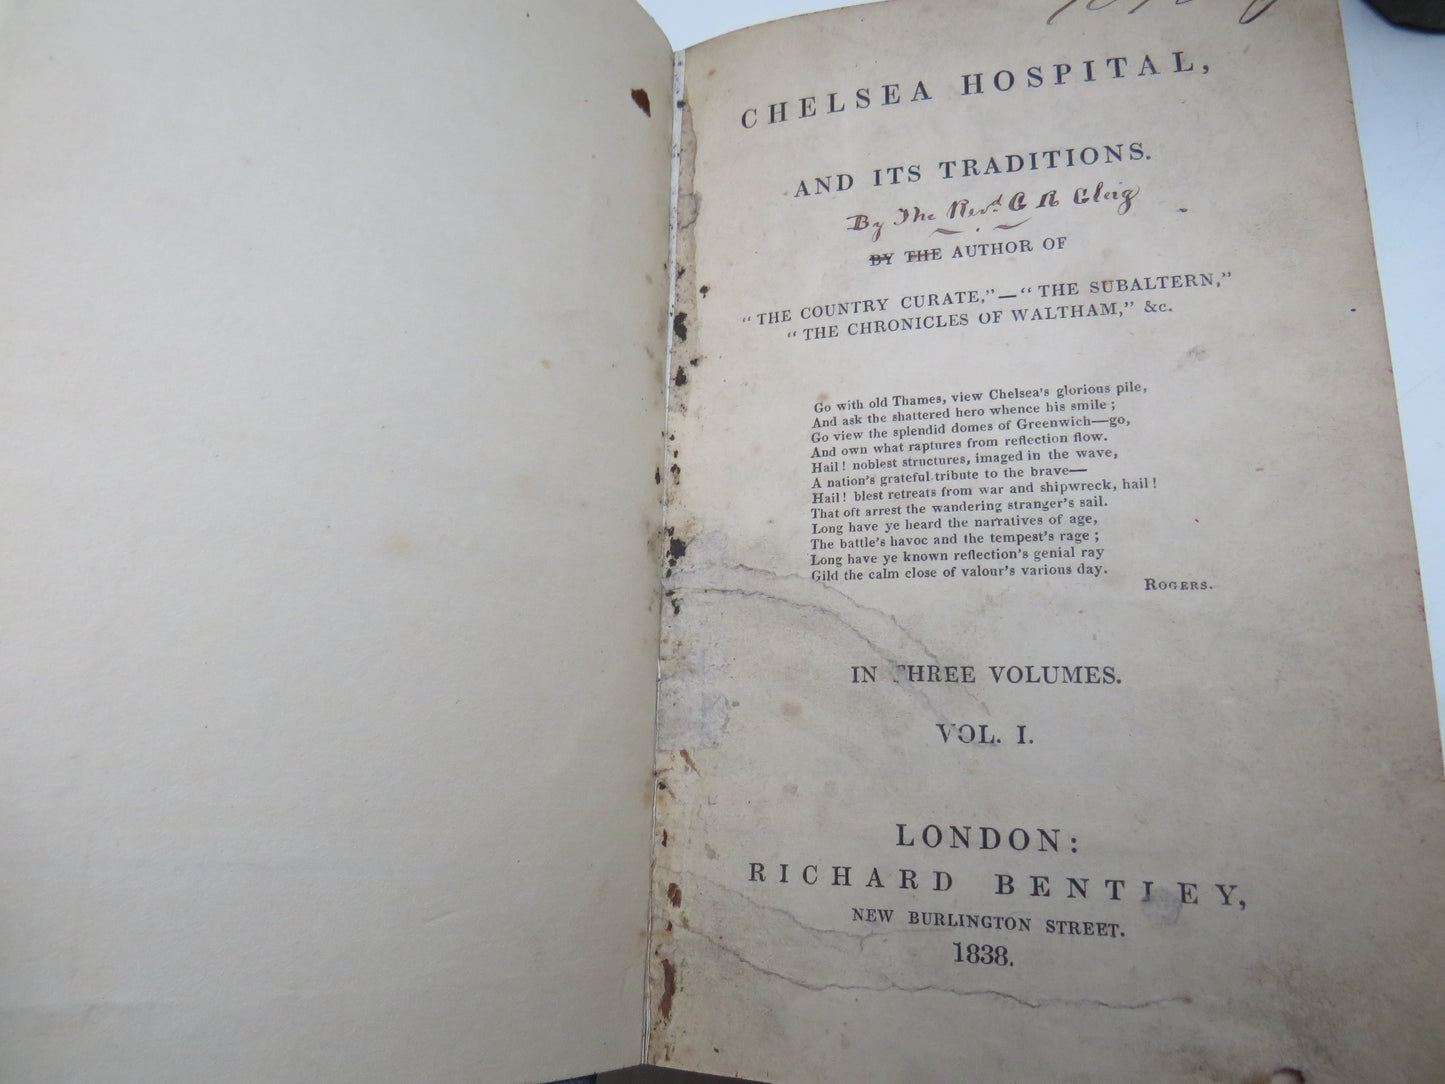 CHELSEA HOSPITAL,
AND ITS TRADITIONS.
By The Revd. G R Gleig
BY THE AUTHOR OF
"THE COUNTRY CURATE,"—"THE SUBALTERN,"
"THE CHRONICLES OF WALTHAM," &c.
Go with old Thames, view Chelsea's glorious pile,
And ask the shattered hero whence his smile;
Go view the splendid domes of Greenwich—go,
And own what raptures from reflection flow.
Hail! noblest structures, imaged in the wave,
A nation's grateful tribute to the brave—
Hail! blest retreats from war and shipwreck, hail!
That oft arrest the wandering stranger's sail.
Long have ye heard the narratives of age,
The battle's havoc and the tempest's rage;
Long have ye known reflection's genial ray
Gild the calm close of valour's various day.
ROGERS.
IN THREE VOLUMES.
VOL. I.
LONDON:
RICHARD BENTLEY,
NEW BURLINGTON STREET.
1838.